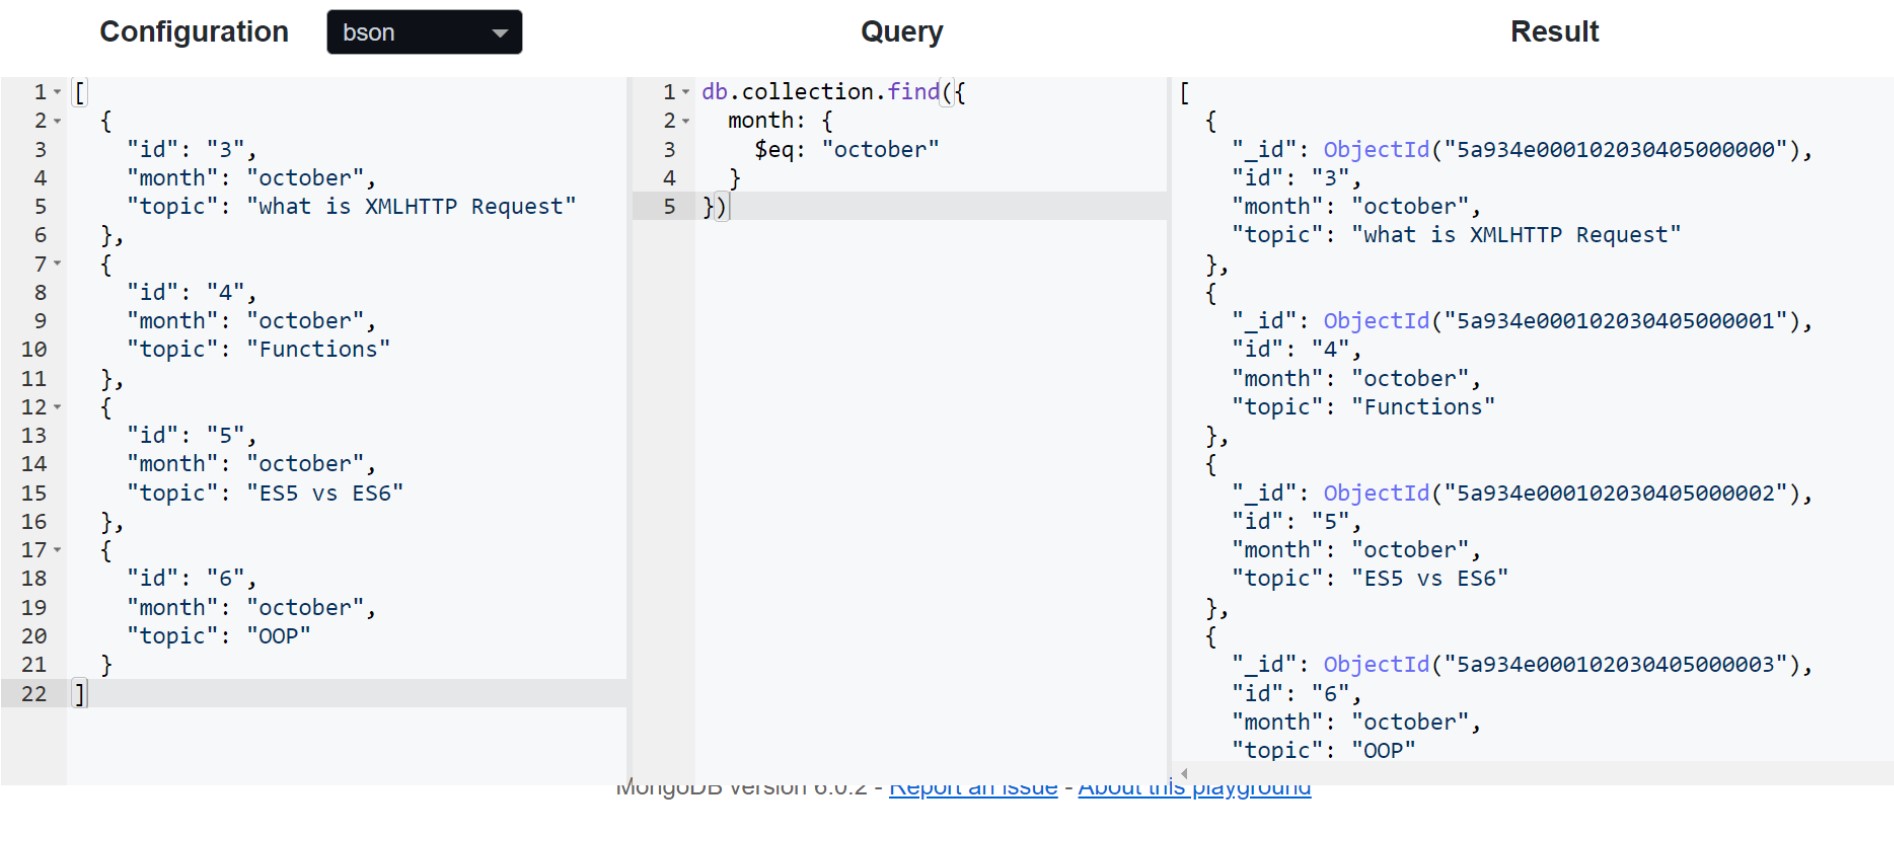 Configuration
bson
Query
Result
1 [
2 {
3 "id": "3",
4 "month": "october",
5 "topic": "what is XMLHTTP Request"
6 },
7 {
8 "id": "4",
9 "month": "october",
10 "topic": "Functions"
11 },
12 {
13 "id": "5",
14 "month": "october",
15 "topic": "ES5 vs ES6"
16 },
17 {
18 "id": "6",
19 "month": "october",
20 "topic": "OOP"
21 }
22 ]
1 db.collection.find({
2 month: {
3 $eq: "october"
4 }
5 })
[
{
"_id": ObjectId("5a934e000102030405000000"),
"id": "3",
"month": "october",
"topic": "what is XMLHTTP Request"
},
{
"_id": ObjectId("5a934e000102030405000001"),
"id": "4",
"month": "october",
"topic": "Functions"
},
{
"_id": ObjectId("5a934e000102030405000002"),
"id": "5",
"month": "october",
"topic": "ES5 vs ES6"
},
{
"_id": ObjectId("5a934e000102030405000003"),
"id": "6",
"month": "october",
"topic": "OOP"
MongoDB version 6.0.2 - Report an issue - About this playground